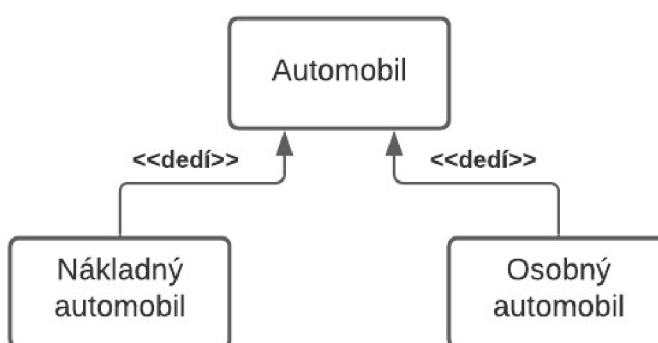 Automobil
<<dedí>>
<<dedí>>
Nákladný
automobil
Osobný
automobil